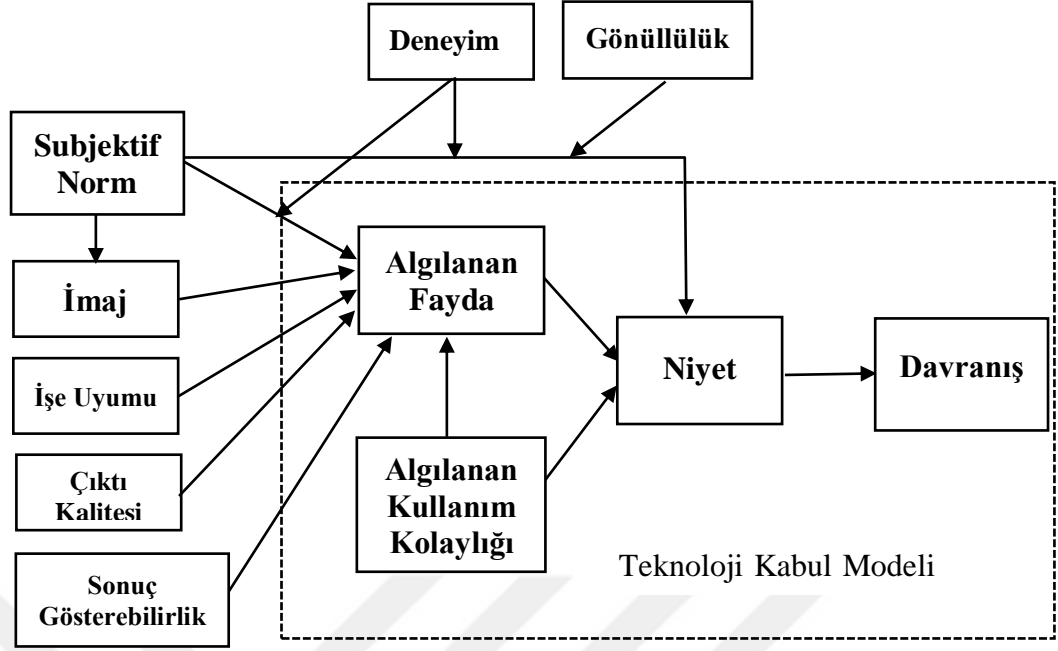 Deneyim
Gönüllülük
Subjektif
Norm
İmaj
İşe Uyumu
Çıktı
Kalitesi
Sonuç
Gösterebilirlik
Algılanan
Fayda
Algılanan
Kullanım
Kolaylığı
Niyet
Davranış
Teknoloji Kabul Modeli